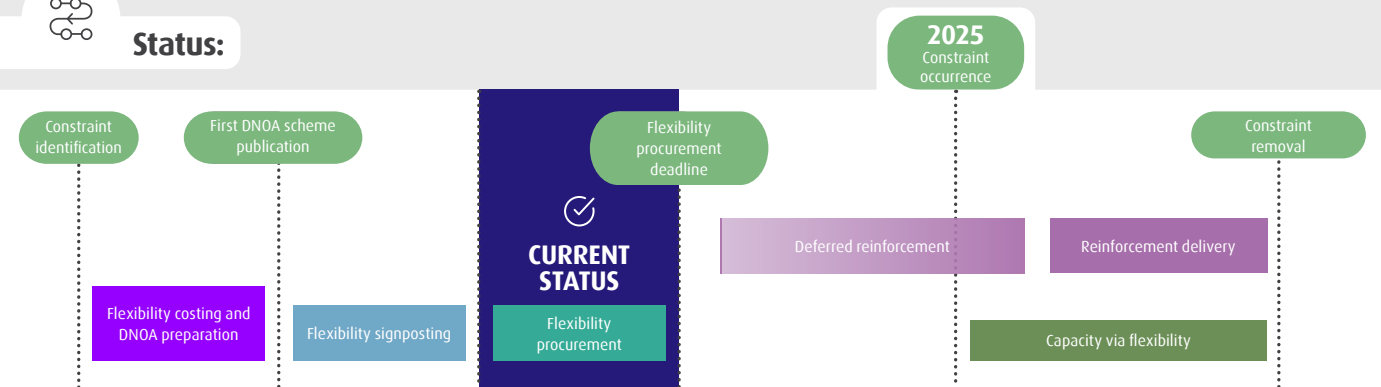 Status:
2025
Constraint
occurrence
Constraint
identification
First DNOA scheme
publication
Flexibility
procurement
deadline
Constraint
removal
CURRENT
STATUS
Deferred reinforcement
Reinforcement delivery
Flexibility costing and
DNOA preparation
Flexibility signposting
Flexibility
procurement
Capacity via flexibility